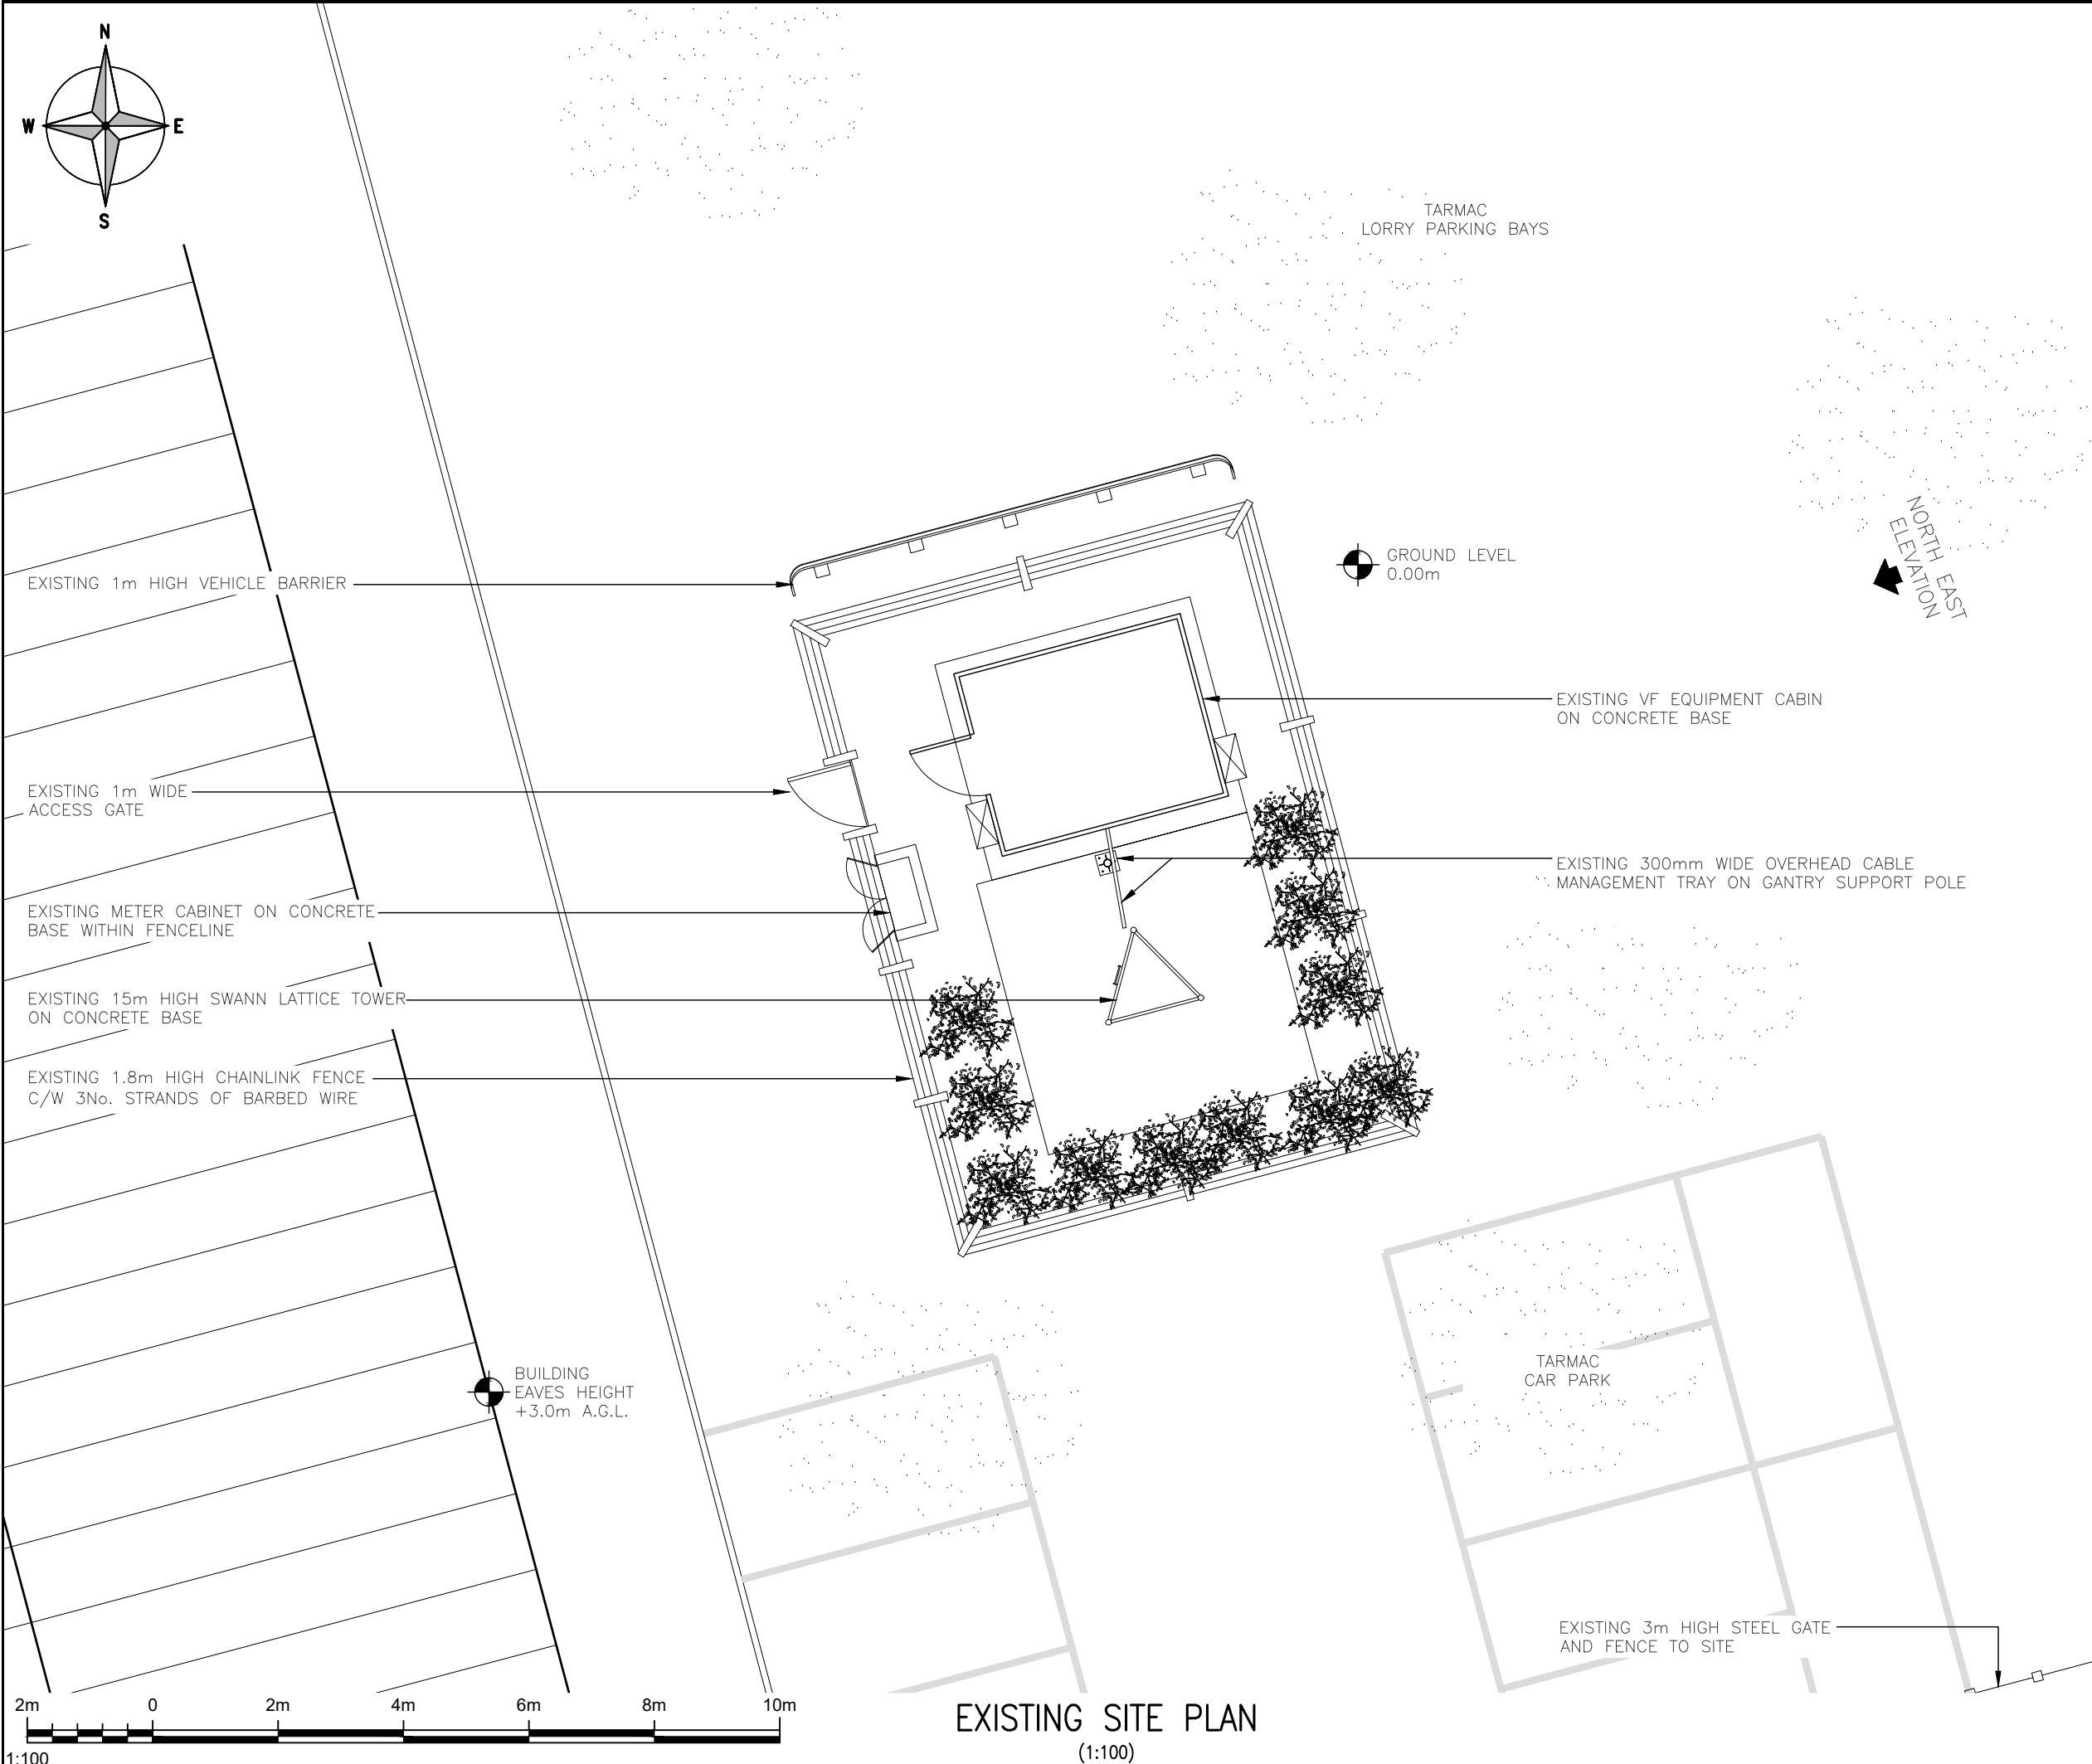 N
W
E
S
TARMAC
LORRY PARKING BAYS
GROUND LEVEL
0.00m
NORTH EAST
ELEVATION
EXISTING 1m HIGH VEHICLE BARRIER
EXISTING VF EQUIPMENT CABIN
ON CONCRETE BASE
EXISTING 1m WIDE
ACCESS GATE
EXISTING 300mm WIDE OVERHEAD CABLE
MANAGEMENT TRAY ON GANTRY SUPPORT POLE
EXISTING METER CABINET ON CONCRETE
BASE WITHIN FENCELINE
EXISTING 15m HIGH SWANN LATTICE TOWER
ON CONCRETE BASE
EXISTING 1.8m HIGH CHAINLINK FENCE
C/W 3No. STRANDS OF BARBED WIRE
BUILDING
EAVES HEIGHT
+3.0m A.G.L.
TARMAC
CAR PARK
EXISTING 3m HIGH STEEL GATE
AND FENCE TO SITE
2m 0 2m 4m 6m 8m 10m
1:100
EXISTING SITE PLAN
(1:100)